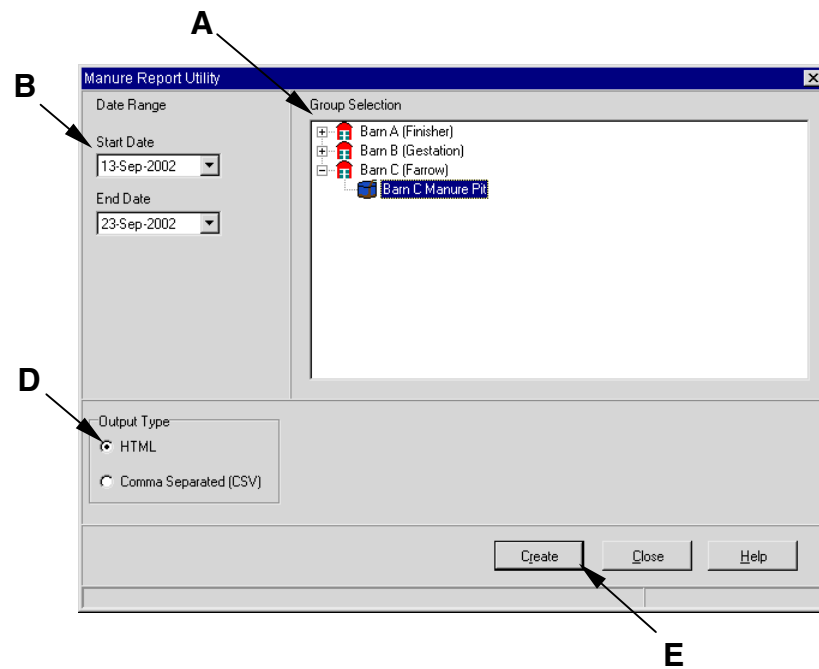 A
B
Manure Report Utility
Date Range
Group Selection
Start Date
13-Sep-2002
End Date
23-Sep-2002
Barn A (Finisher)
Barn B (Gestation)
Barn C (Farrow)
Barn C Manure Pit
D
Output Type
HTML
Comma Separated (CSV)
Create
Close
Help
E